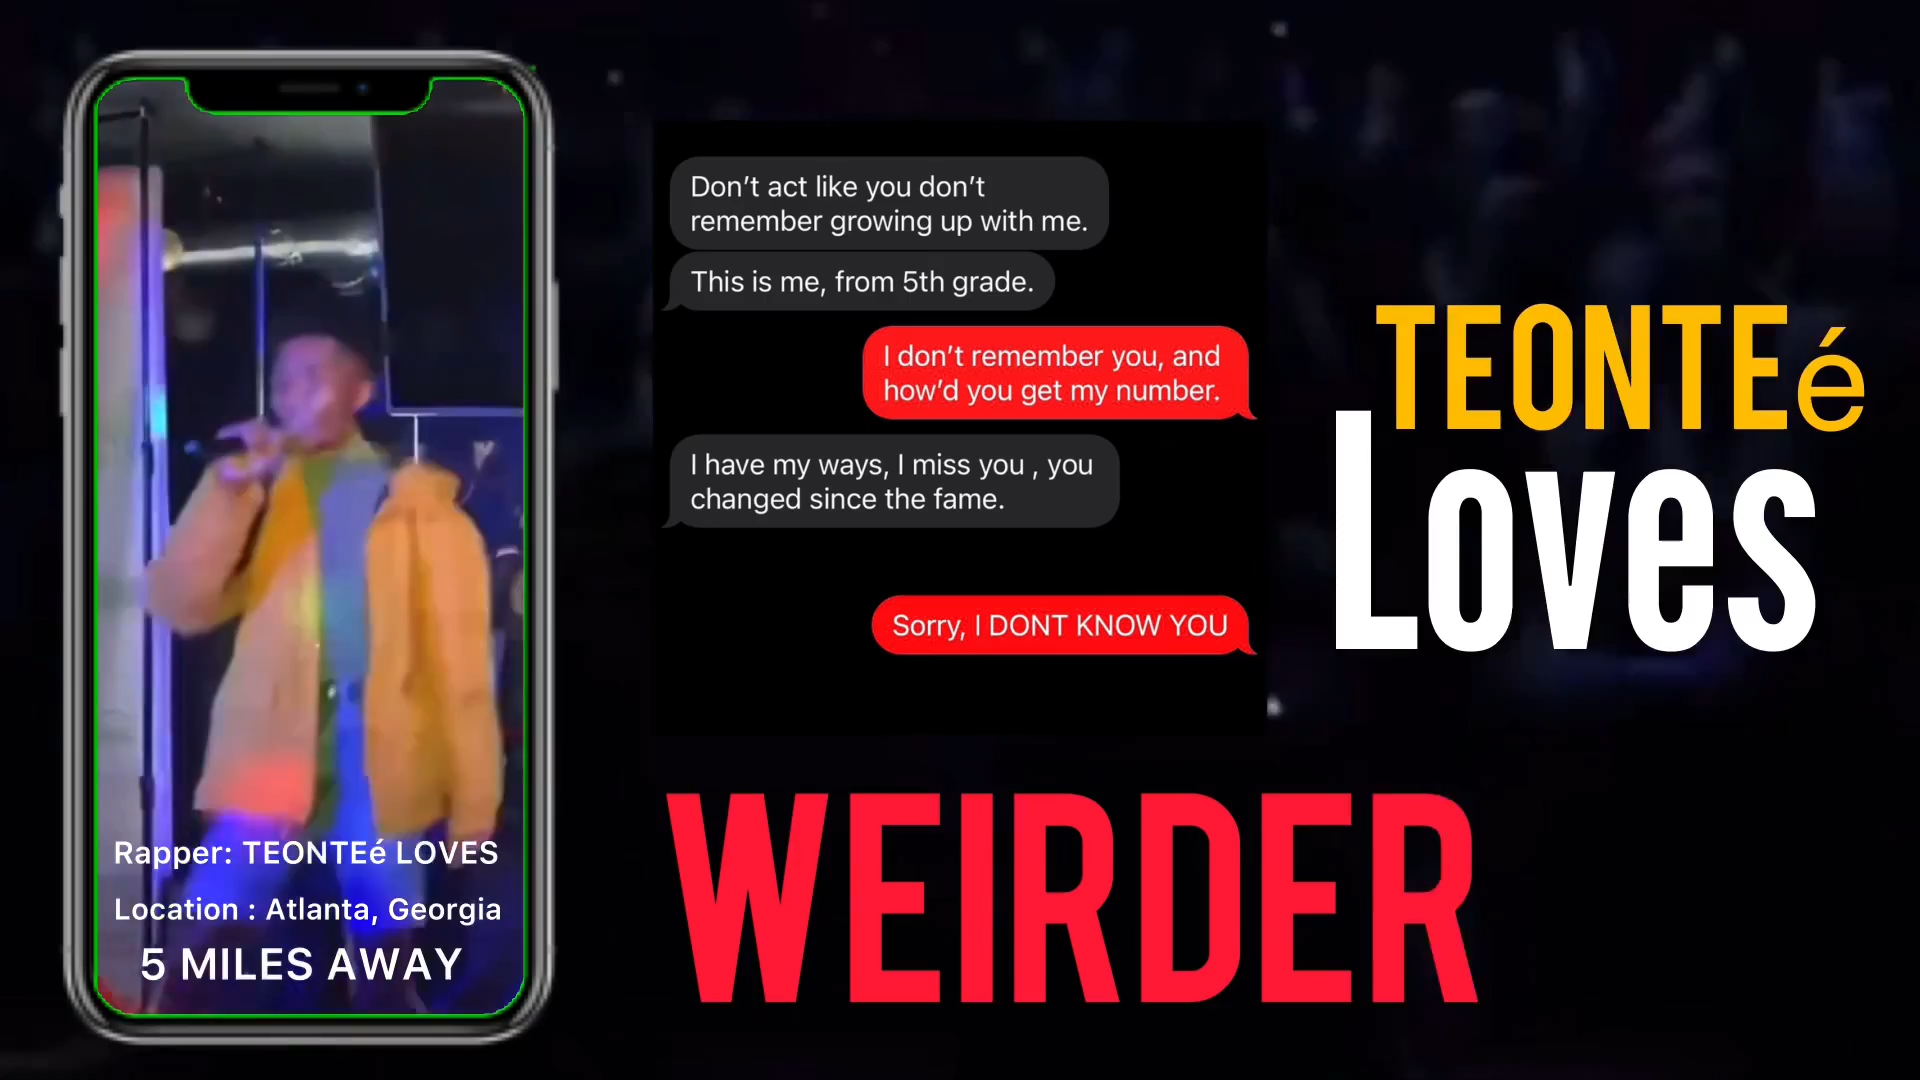 Don't act like you don't
remember growing up with me.
This is me, from 5th grade.
I don't remember you, and
how'd you get my number.
I have my ways, I miss you , you
changed since the fame.
Sorry, I DONT KNOW YOU
TEONTEé
Loves
WEIRDER
Rapper: TEONTEé LOVES
Location : Atlanta, Georgia
5 MILES AWAY